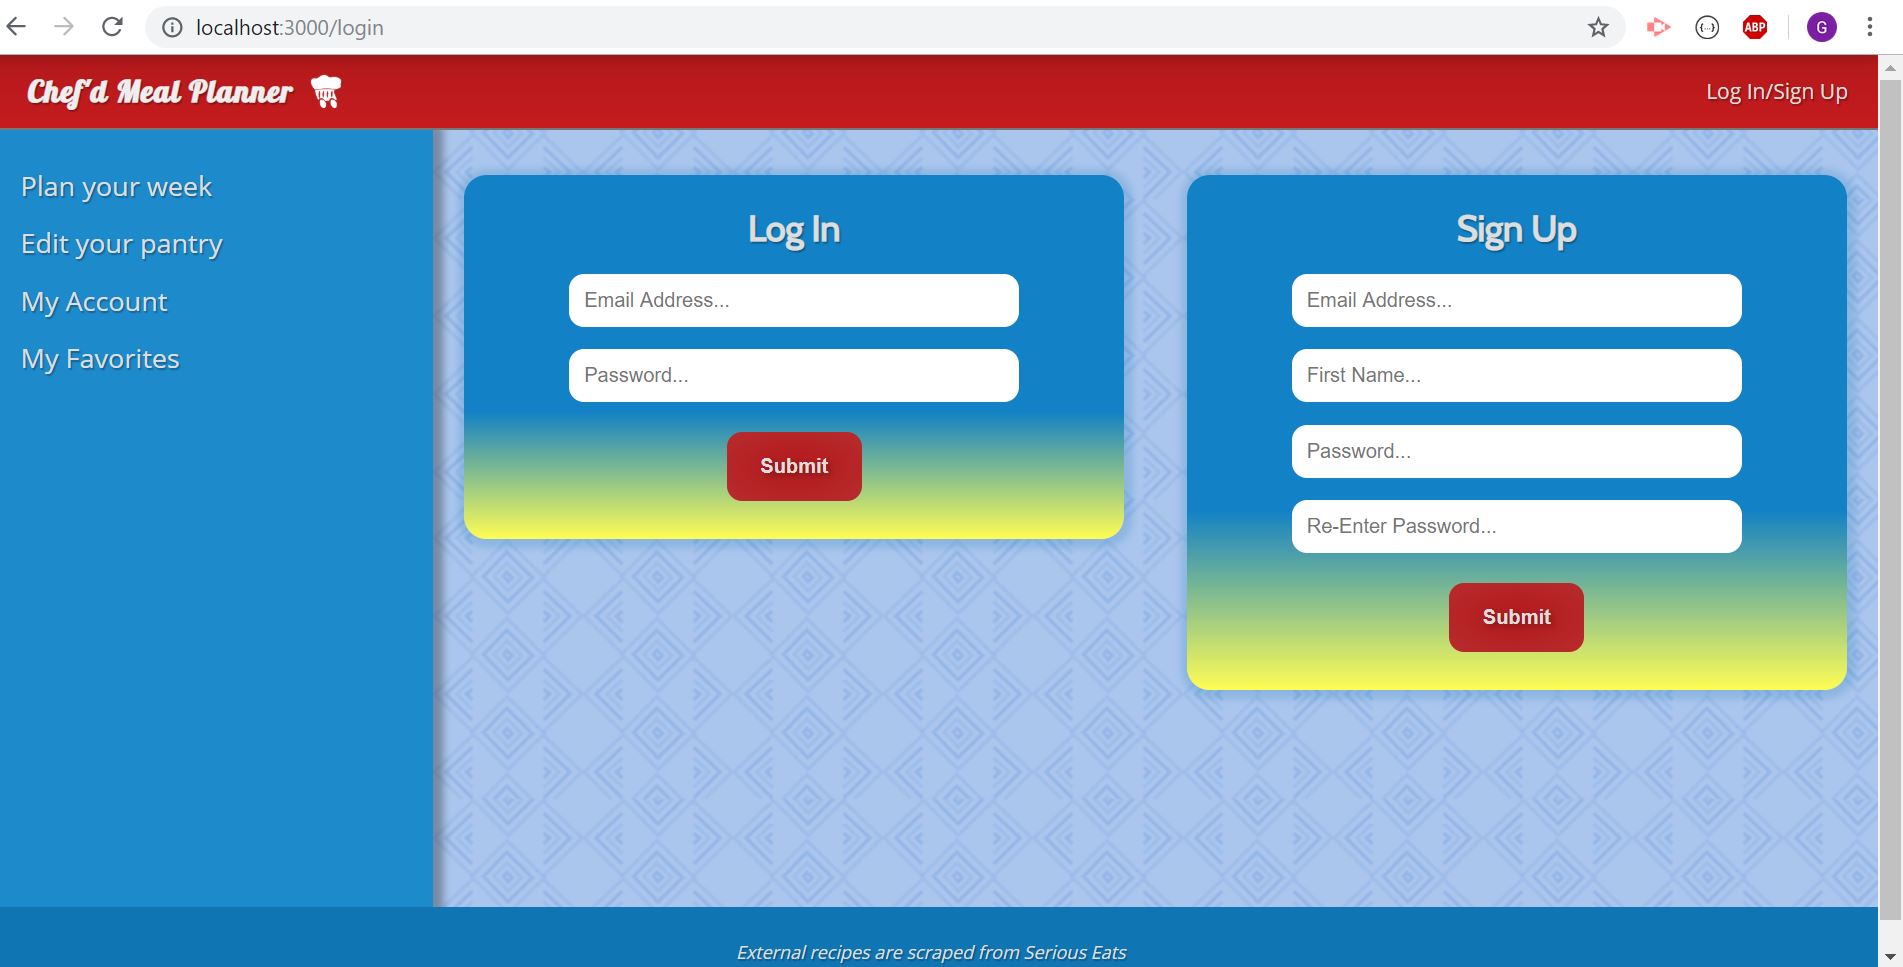 localhost:3000/login
ABP
G
Chef'd Meal Planner
Log In/Sign Up
Plan your week
Edit your pantry
My Account
My Favorites
Log In
Email Address...
Password...
Submit
Sign Up
Email Address...
First Name...
Password...
Re-Enter Password...
Submit
External recipes are scraped from Serious Eats